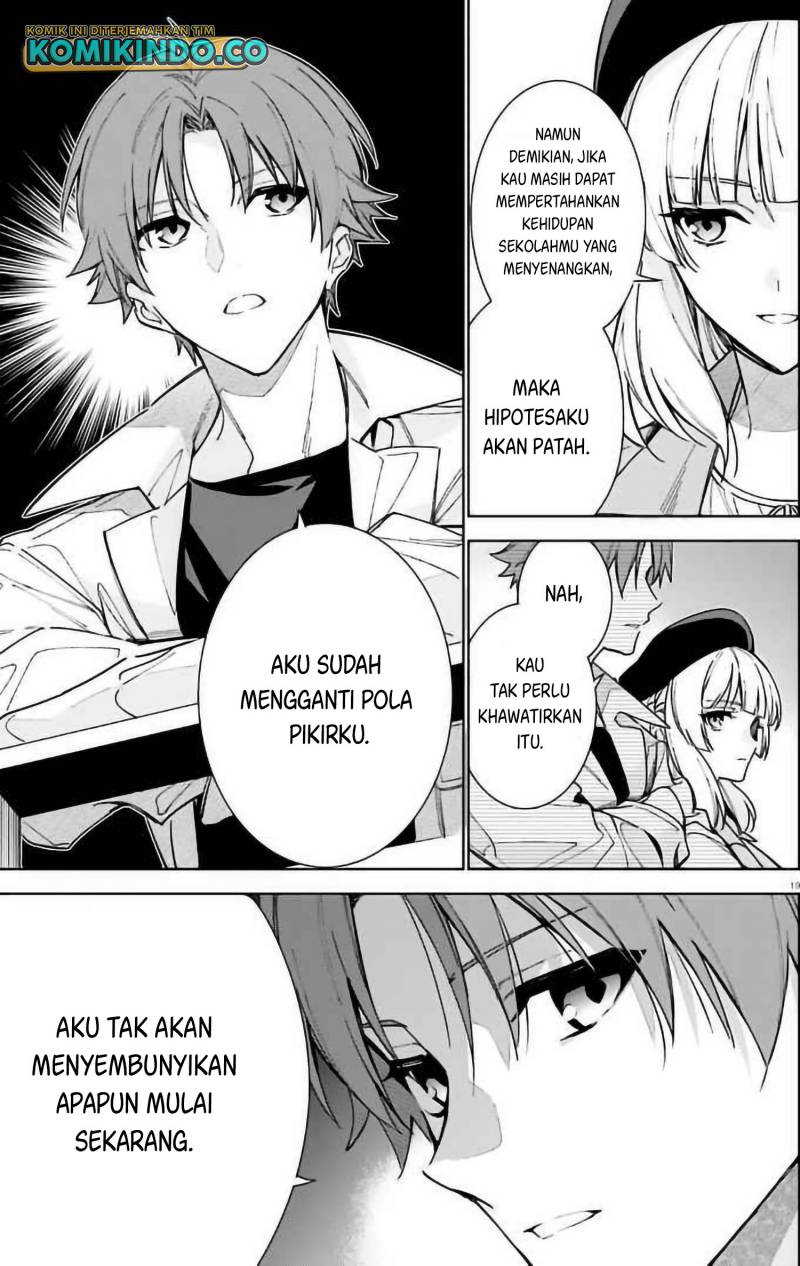 KOMIK INI DITERJEMAHKAN TIM
KOMIKINDO.CO
NAMUN
DEMIKIAN, JIKA
KAU MASIH DAPAT
MEMPERTAHANKAN
KEHIDUPAN
SEKOLAHMU YANG
MENYENANGKAN,
MAKA
HIPOTESAKU
AKAN PATAH.
NAH,
KAU
TAK PERLU
KHAWATIRKAN
ITU.
AKU SUDAH
MENGGANTI POLA
PIKIRKU.
AKU TAK AKAN
MENYEMBUNYIKAN
APAPUN MULAI
SEKARANG.